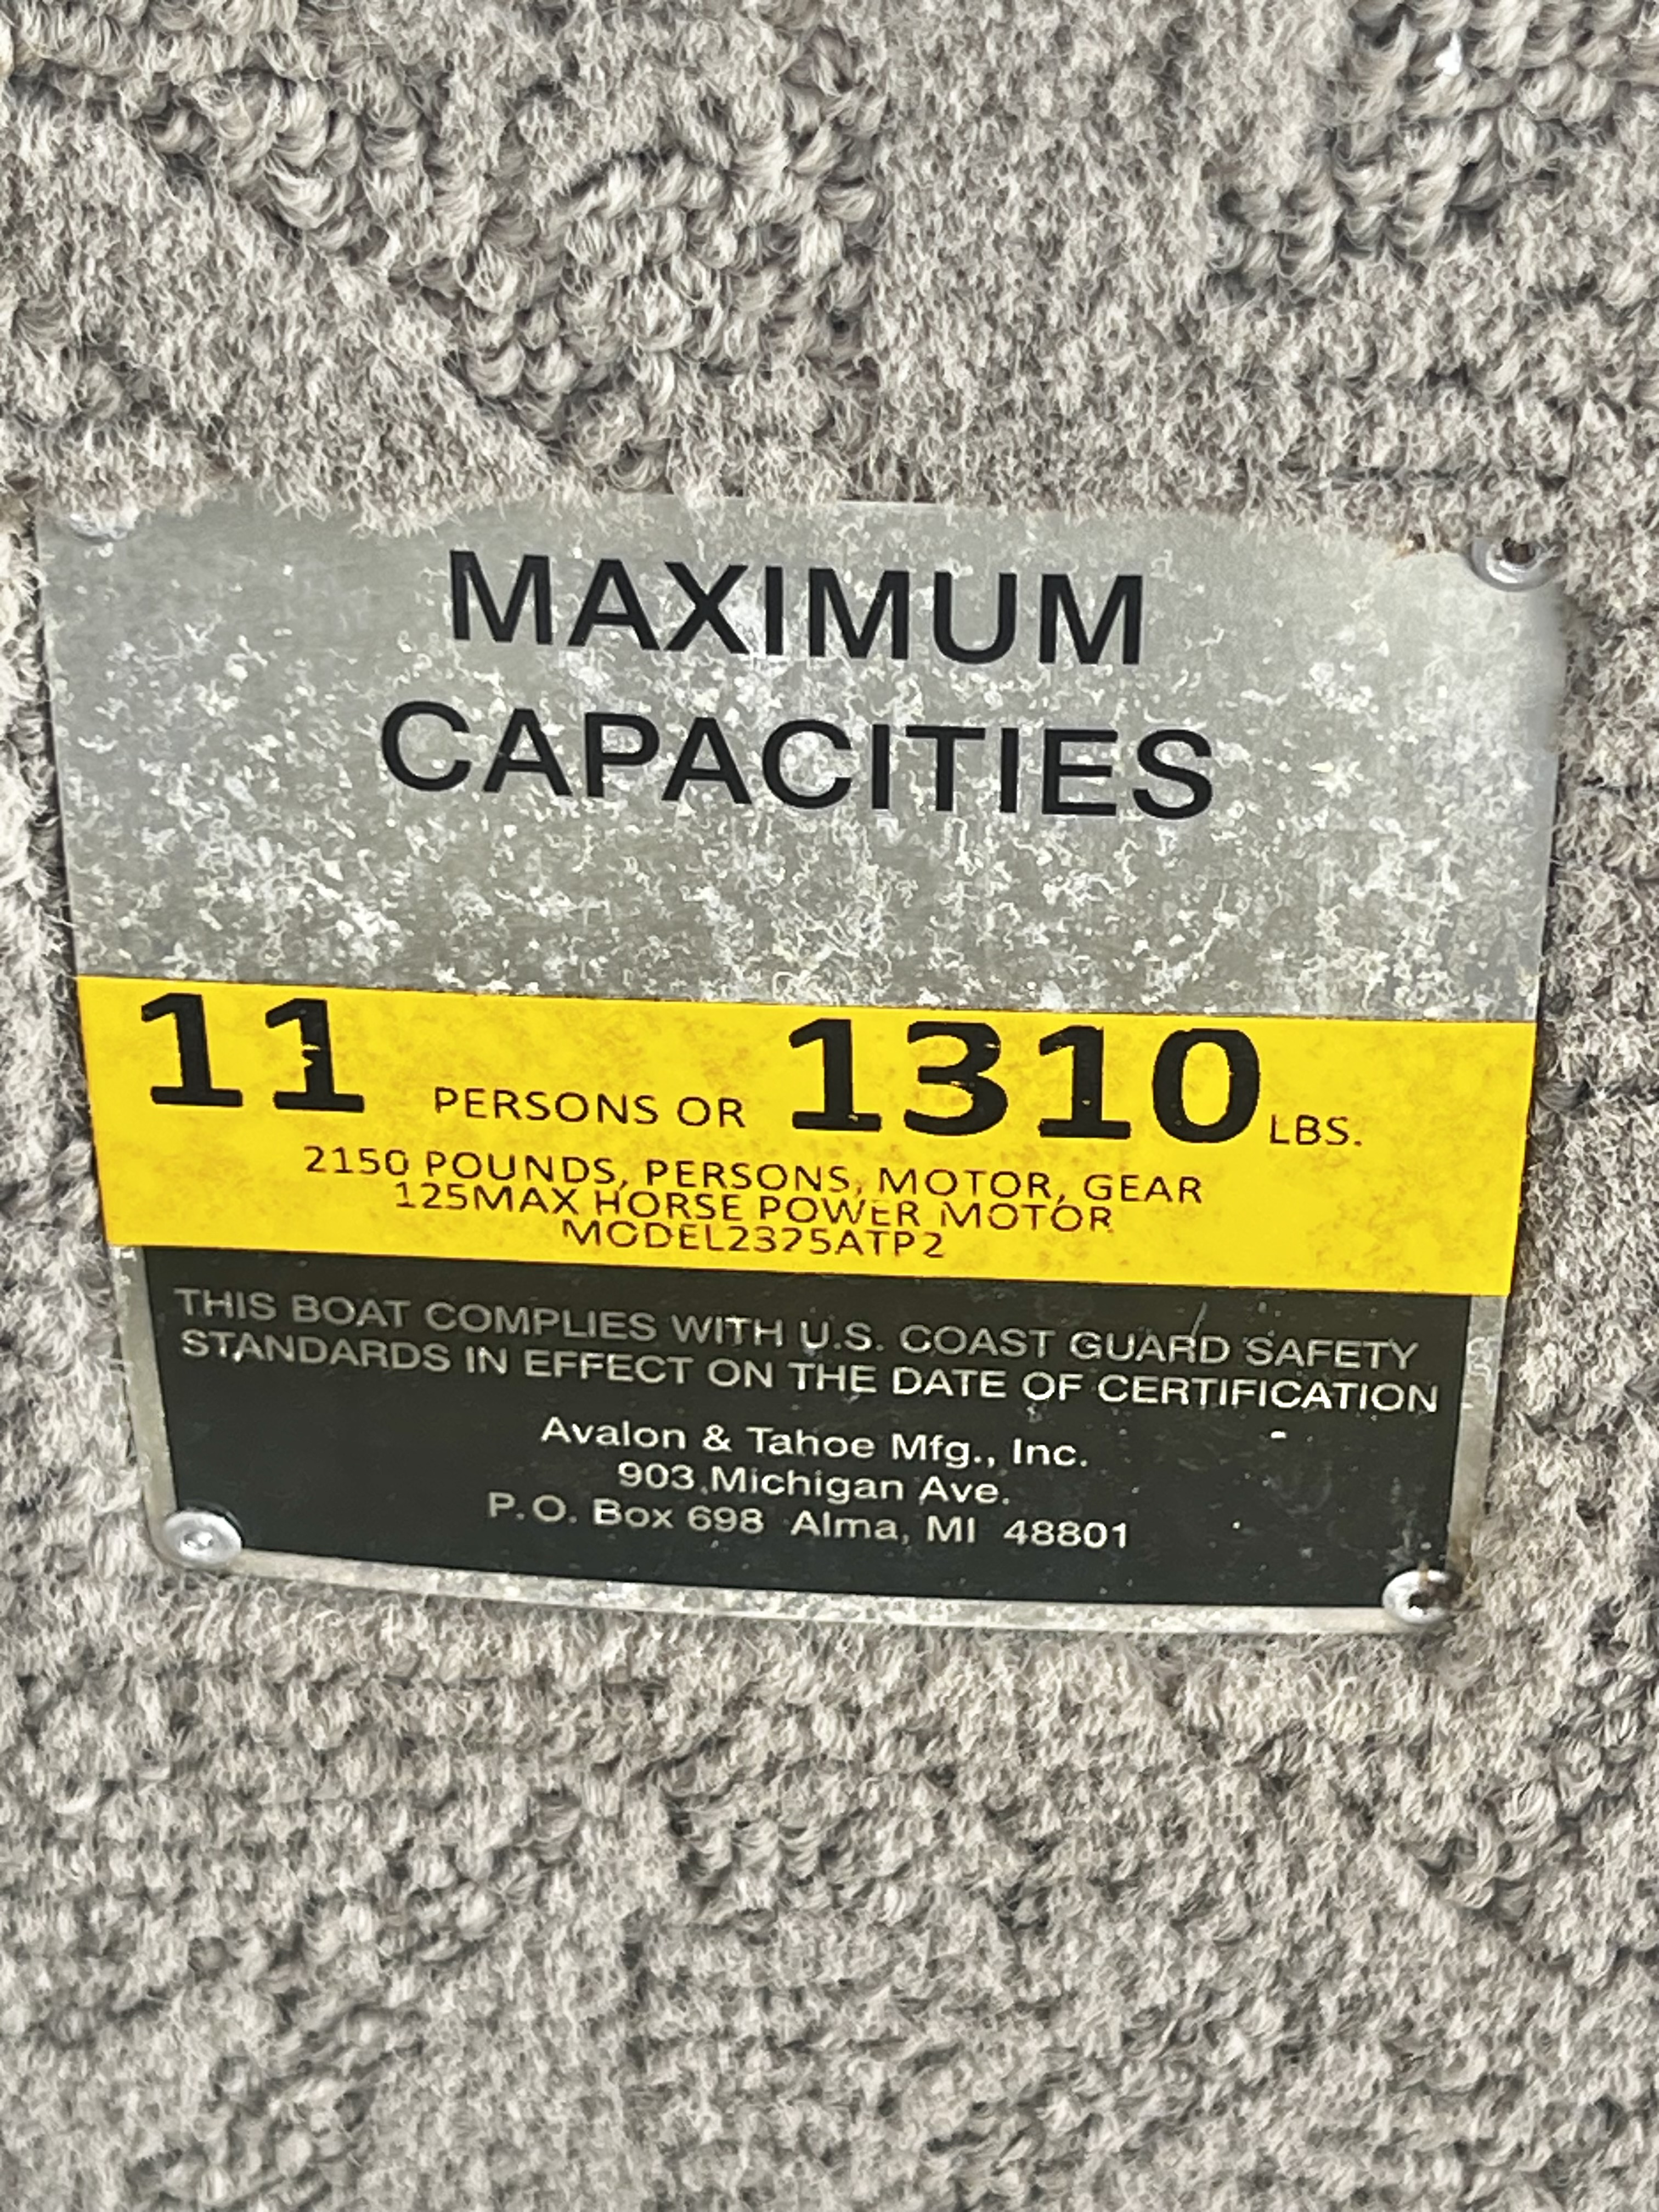 MAXIMUM
CAPACITIES
11 PERSONS OR 1310 LBS.
2150 POUNDS, PERSONS, MOTOR, GEAR
125MAX HORSE POWER MOTOR
MODEL2325ATP2
THIS BOAT COMPLIES WITH U.S. COAST GUARD SAFETY
STANDARDS IN EFFECT ON THE DATE OF CERTIFICATION
Avalon & Tahoe Mfg., Inc.
903 Michigan Ave.
P.O. Box 698 Alma, MI 48801